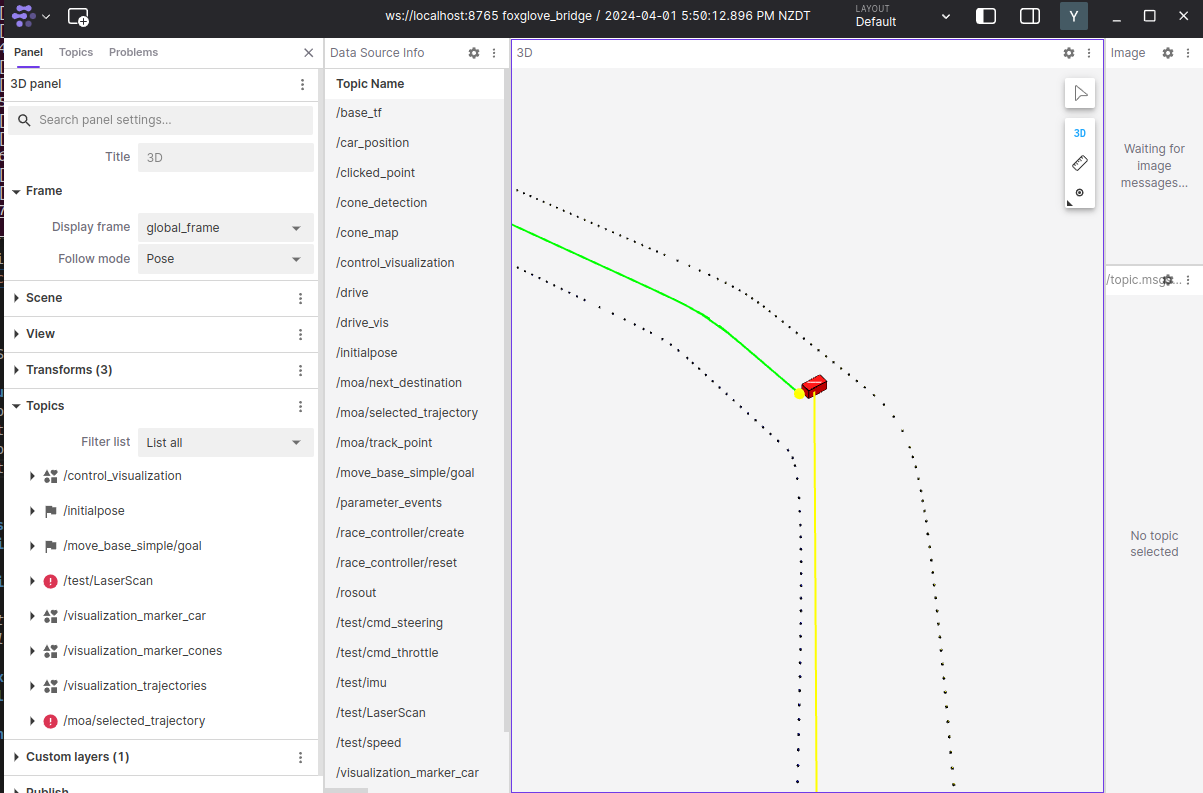 ws://localhost:8765 foxglove_bridge / 2024-04-01 5:50:12.896 PM NZDT
LAYOUT
Default
Y
Panel
Topics
Problems
3D panel
Search panel settings...
Title
3D
Frame
Display frame
global_frame
Follow mode
Pose
Scene
View
Transforms (3)
Topics
Filter list
List all
/control_visualization
/initialpose
/move_base_simple/goal
/test/LaserScan
/visualization_marker_car
/visualization_marker_cones
/visualization_trajectories
/moa/selected_trajectory
Custom layers (1)
Publish
Data Source Info
Topic Name
/base_tf
/car_position
/clicked_point
/cone_detection
/cone_map
/control_visualization
/drive
/drive_vis
/initialpose
/moa/next_destination
/moa/selected_trajectory
/moa/track_point
/move_base_simple/goal
/parameter_events
/race_controller/create
/race_controller/reset
/rosout
/test/cmd_steering
/test/cmd_throttle
/test/imu
/test/LaserScan
/test/speed
/visualization_marker_car
3D
3D
Image
Waiting for
image
messages...
No topic
selected